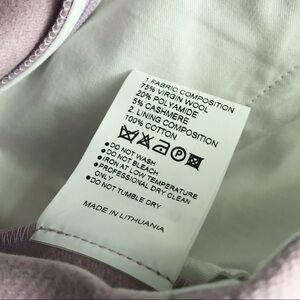 1 FABRIC COMPOSITION
75% VIRGIN WOOL
20% POLYAMIDE
5% CASHMERE
2. LINING COMPOSITION
100% COTTON
P
●DO NOT WASH
●DO NOT BLEACH
●IRON AT LOW TEMPERATURE
ONLY
●PROFESSIONAL DRY CLEAN
●DO NOT TUMBLE DRY
MADE IN LITHUANIA